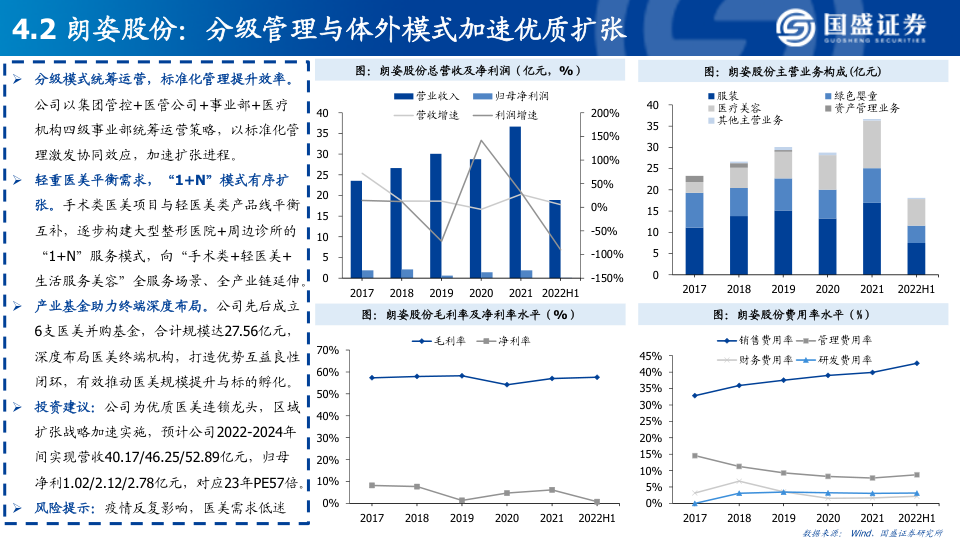 4.2 朗姿股份：分级管理与体外模式加速优质扩张
国盛证券
GUOSHENG SECURITIES
➢ 分级模式统筹运营，标准化管理提升效率。
公司以集团管控+医管公司+事业部+医疗
机构四级事业部统筹运营策略，以标准化管
理激发协同效应，加速扩张进程。
➢ 轻重医美平衡需求，“1+N”模式有序扩
张。手术类医美项目与轻医美类产品线平衡
互补，逐步构建大型整形医院+周边诊所的
“1+N”服务模式，向“手术类+轻医美+
生活服务美容”全服务场景、全产业链延伸。
➢ 产业基金助力终端深度布局。公司先后成立
6支医美并购基金，合计规模达27.56亿元，
深度布局医美终端机构，打造优势互益良性
闭环，有效推动医美规模提升与标的孵化。
➢ 投资建议：公司为优质医美连锁龙头，区域
扩张战略加速实施，预计公司2022-2024年
间实现营收40.17/46.25/52.89亿元，归母
净利1.02/2.12/2.78亿元，对应23年PE57倍。
➢ 风险提示：疫情反复影响，医美需求低迷
图：朗姿股份总营收及净利润（亿元，%）
营业收入 归母净利润
营收增速 利润增速
40 200%
35 150%
30 100%
25 50%
20 0%
15 -50%
10 -100%
5 -150%
0
2017 2018 2019 2020 2021 2022H1
图：朗姿股份主营业务构成(亿元)
服装 绿色婴童
医疗美容 资产管理业务
其他主营业务
40
35
30
25
20
15
10
5
0
2017 2018 2019 2020 2021 2022H1
图：朗姿股份毛利率及净利率水平（%）
毛利率 净利率
70%
60%
50%
40%
30%
20%
10%
0%
2017 2018 2019 2020 2021 2022H1
图：朗姿股份费用率水平（%）
销售费用率 管理费用率
财务费用率 研发费用率
45%
40%
35%
30%
25%
20%
15%
10%
5%
0%
2017 2018 2019 2020 2021 2022H1
数据来源： Wind、国盛证券研究所